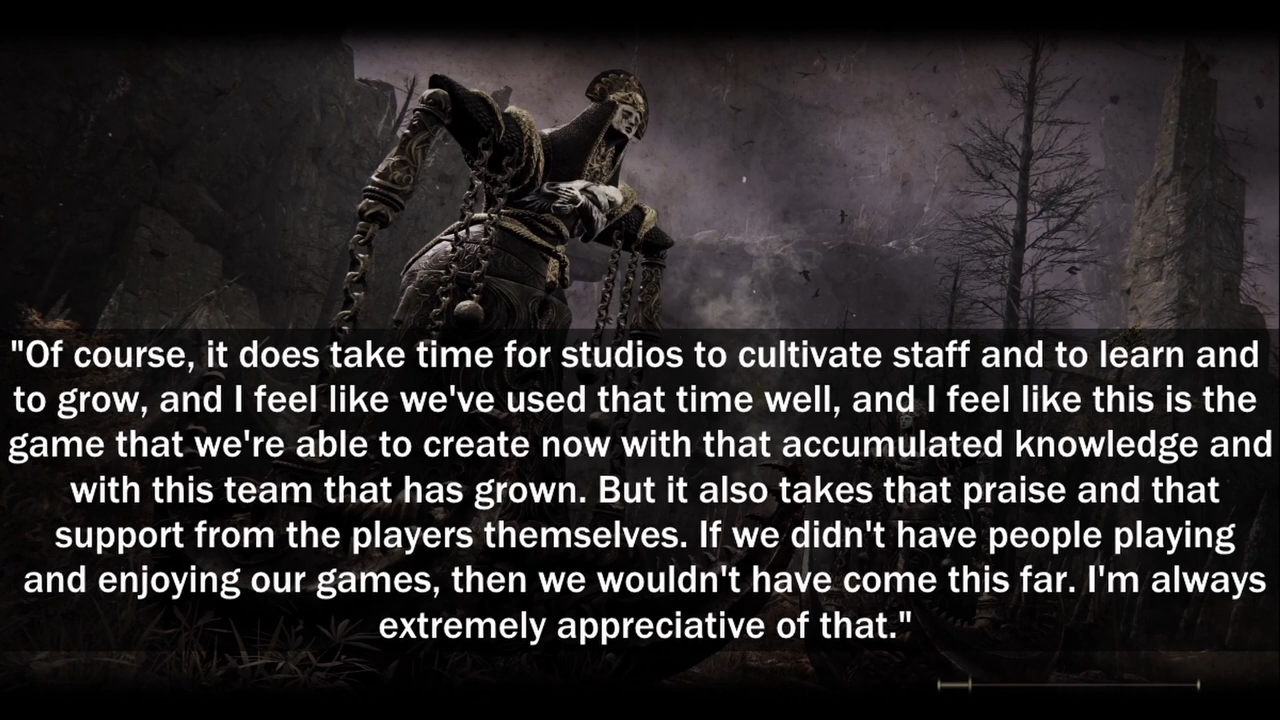 "Of course, it does take time for studios to cultivate staff and to learn and
to grow, and I feel like we've used that time well, and I feel like this is the
game that we're able to create now with that accumulated knowledge and
with this team that has grown. But it also takes that praise and that
support from the players themselves. If we didn't have people playing
and enjoying our games, then we wouldn't have come this far. I'm always
extremely appreciative of that."